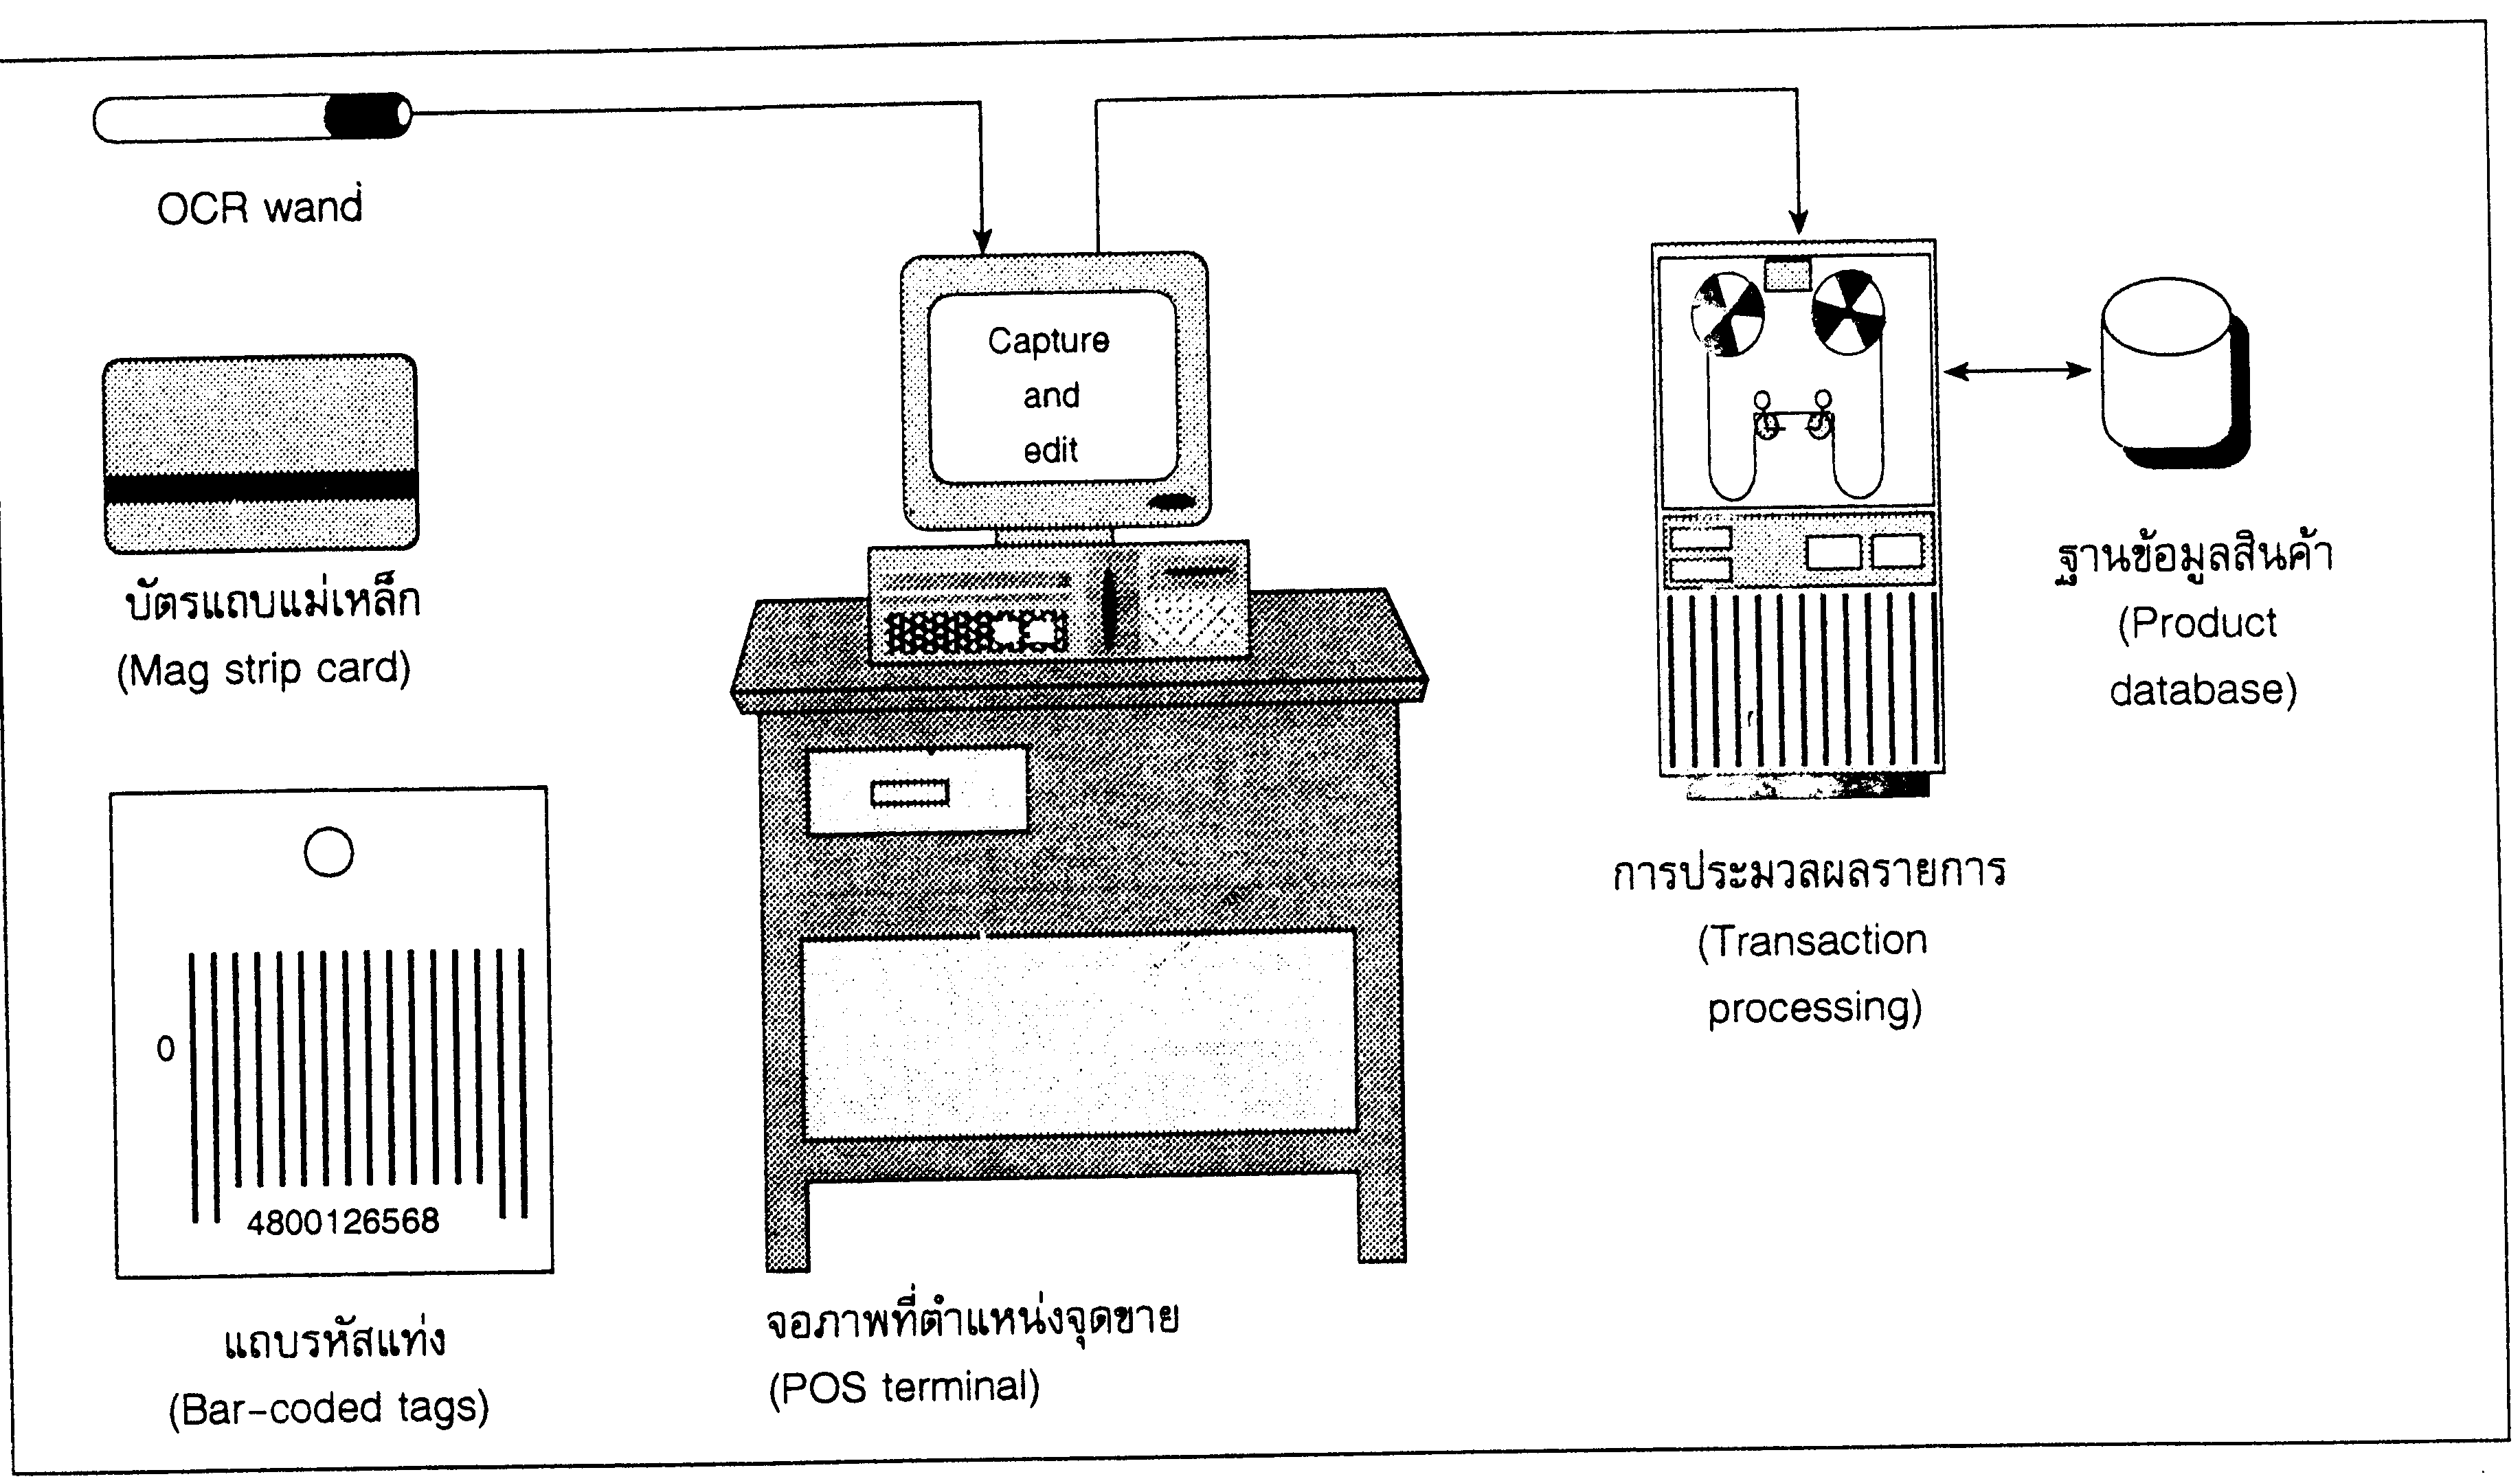 OCR wand
Capture
and
edit
บัตรแถบแม่เหล็ก
(Mag strip card)
ฐานข้อมูลสินค้า
(Product
database)
การประมวลผลรายการ
(Transaction
processing)
0
4800126568
แถบรหัสแท่ง
(Bar-coded tags)
จอภาพที่ตำแหน่งจุดขาย
(POS terminal)